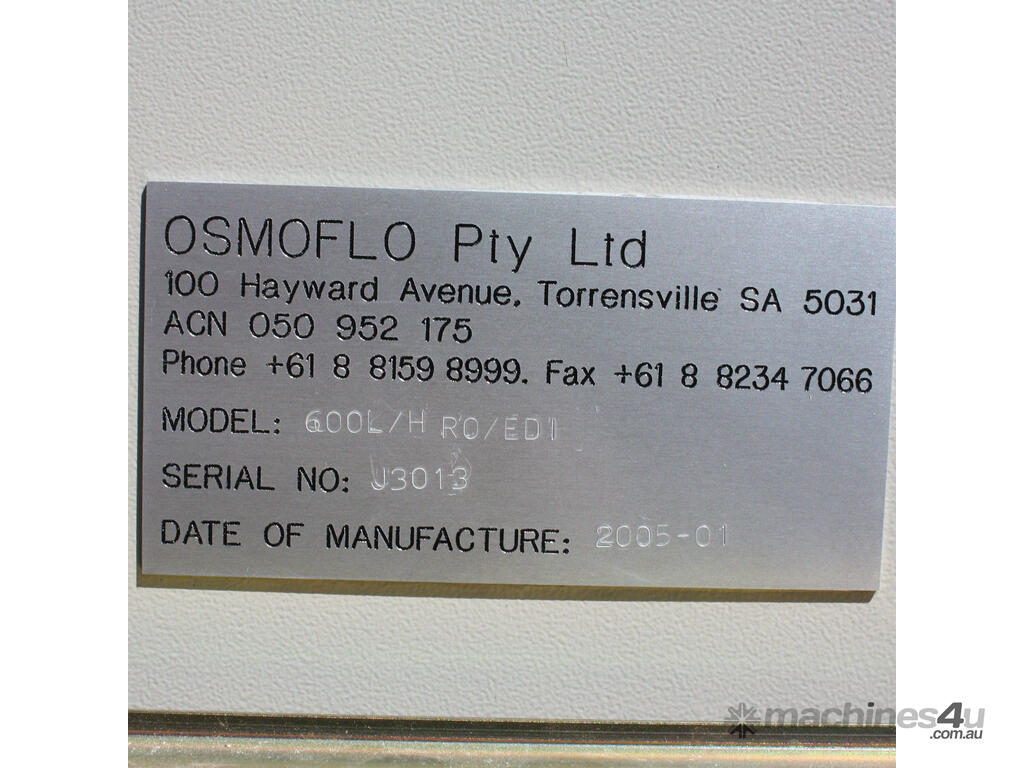 OSMOFLO Pty Ltd
100 Hayward Avenue, Torrensville SA 5031
ACN 050 952 175
Phone +61 8 8159 8999. Fax +61 8 8234 7066
MODEL: 600L/H RO/EDI
SERIAL NO: J3013
DATE OF MANUFACTURE: 2005-01
machines4u
.com.au